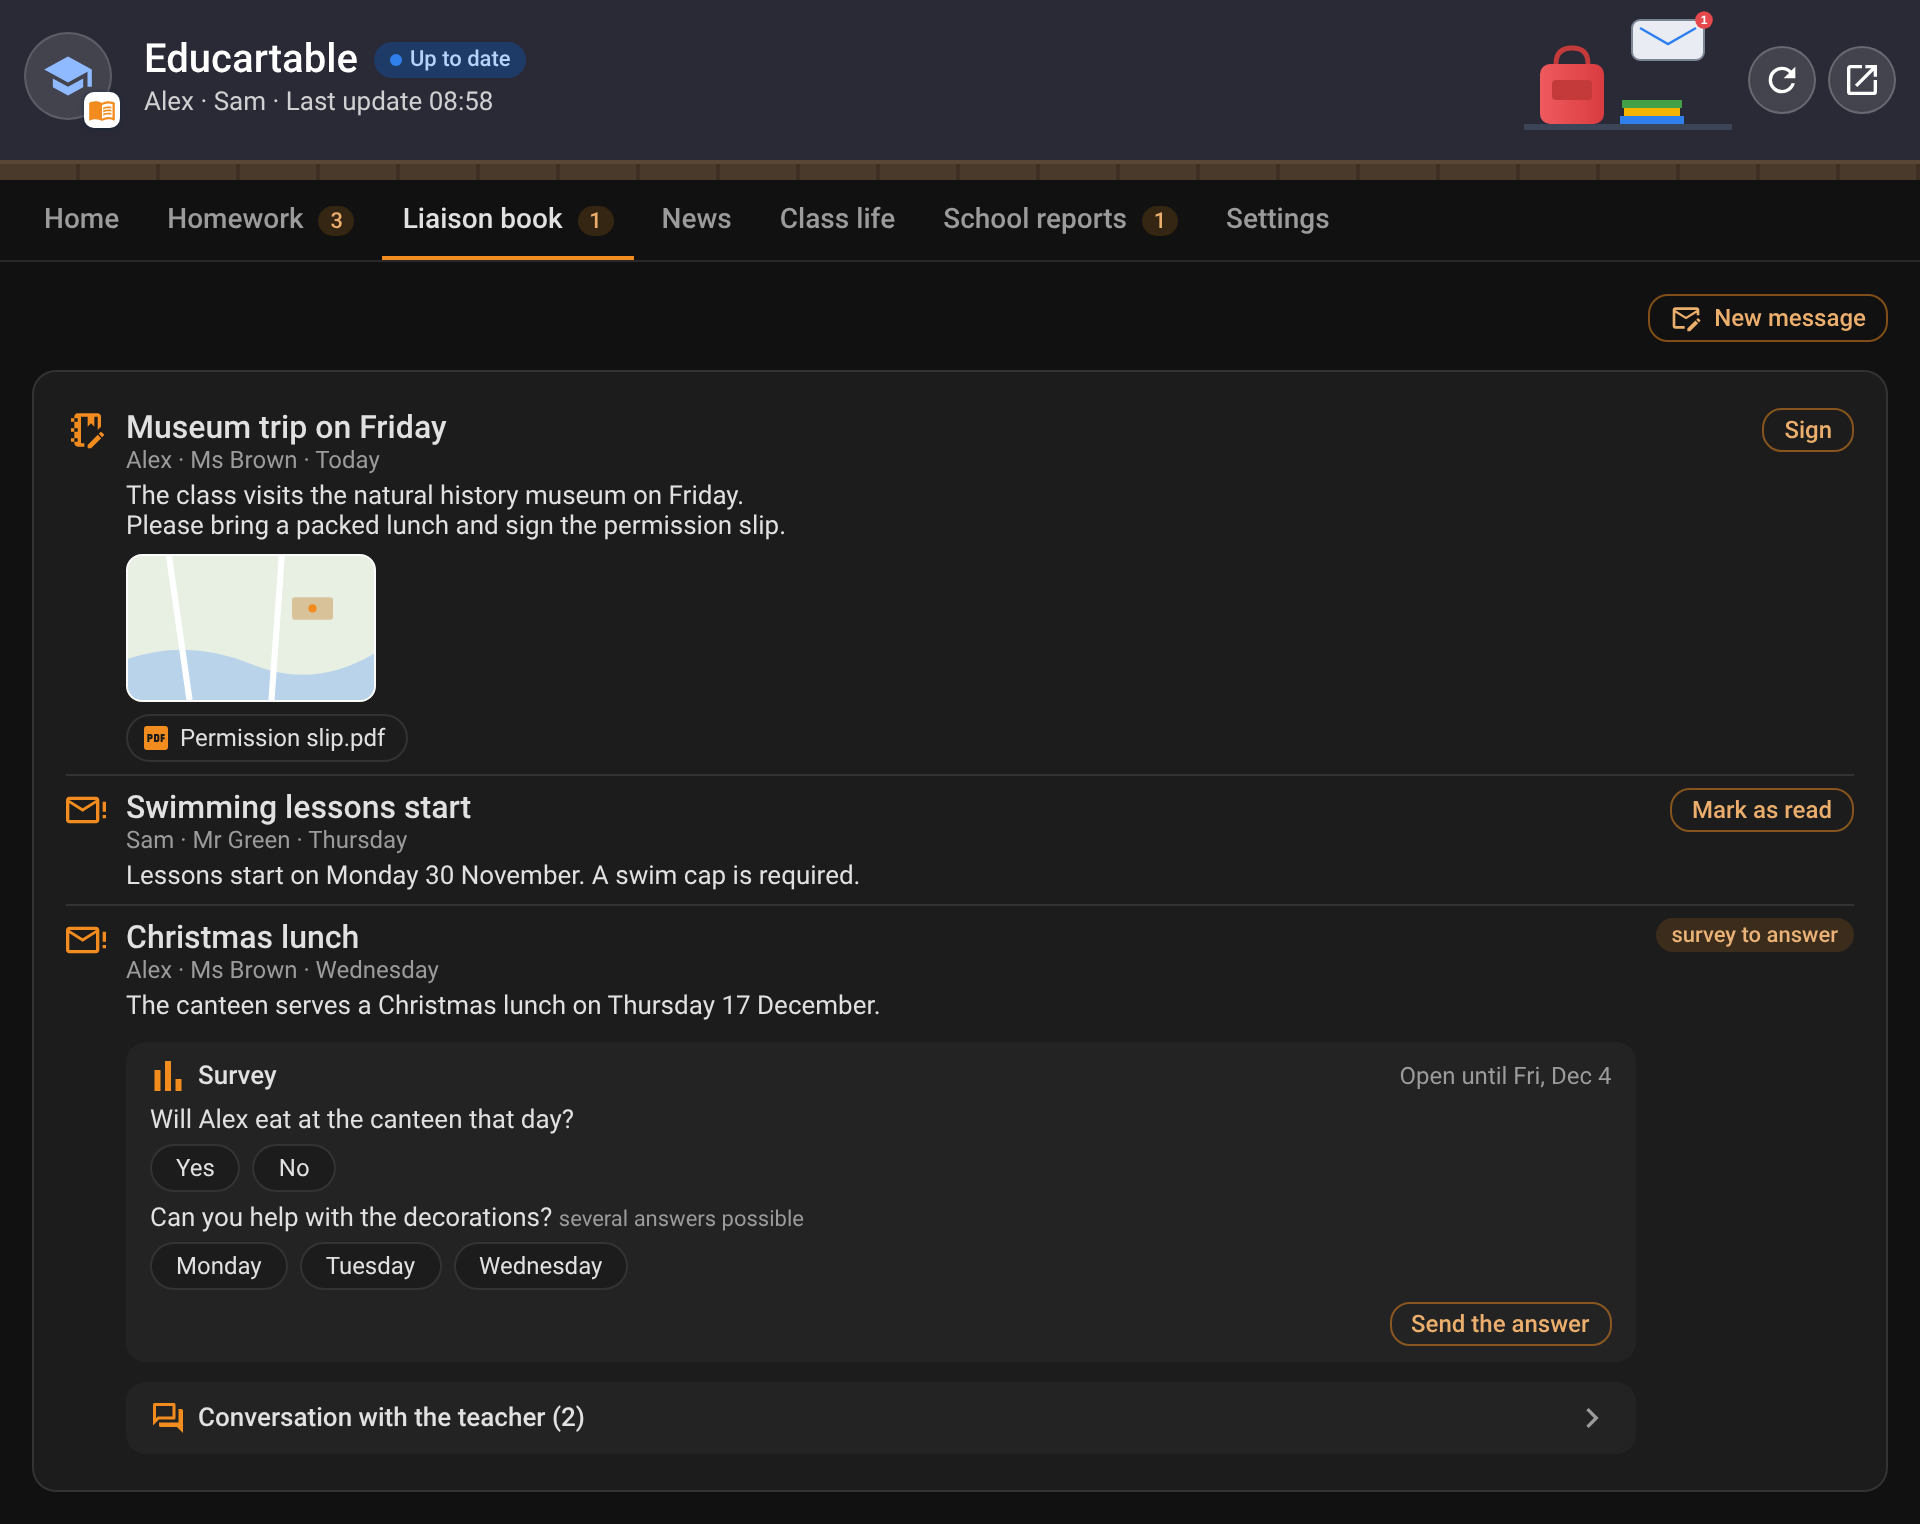 Educartable
Up to date
Alex · Sam · Last update 08:58
1
Home
Homework 3
Liaison book 1
News
Class life
School reports 1
Settings
New message
Museum trip on Friday
Sign
Alex · Ms Brown · Today
The class visits the natural history museum on Friday.
Please bring a packed lunch and sign the permission slip.
PDF Permission slip.pdf
Swimming lessons start
Mark as read
Sam · Mr Green · Thursday
Lessons start on Monday 30 November. A swim cap is required.
Christmas lunch
survey to answer
Alex · Ms Brown · Wednesday
The canteen serves a Christmas lunch on Thursday 17 December.
Survey
Open until Fri, Dec 4
Will Alex eat at the canteen that day?
Yes
No
Can you help with the decorations? several answers possible
Monday
Tuesday
Wednesday
Send the answer
Conversation with the teacher (2)